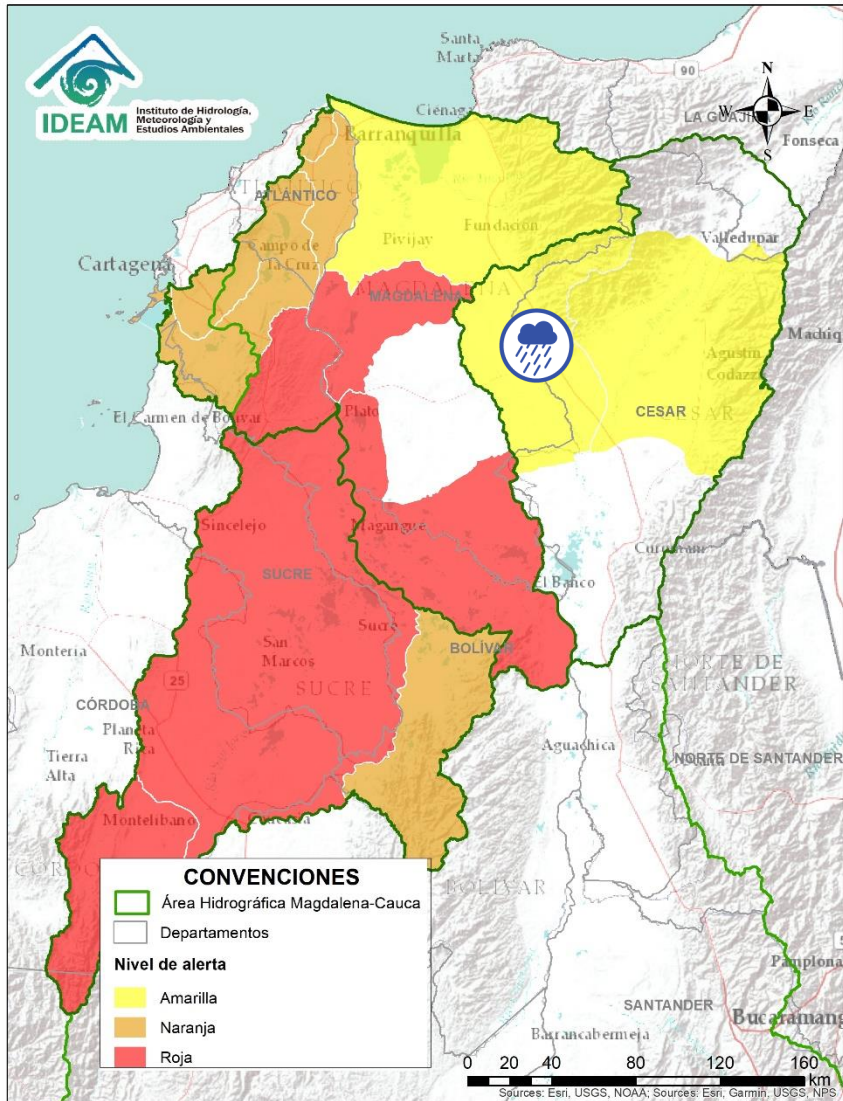 IDEAM
Instituto de Hidrología,
Meteorología y
Estudios Ambientales
Santa
Marta
90
N
W
E
S
LA GUAJI
Ciénaga
Barranquilla
Fonseca
ATLÁNTICO
Fundación
Valledupar
Pivijay
Campo de
la Cruz
Cartagena
MAGDALENA
Machiq
Agustín
Codazzi
CESAR
El Carmen de Bolívar
Plato
Sincelejo
Magangué
Curumaní
SUCRE
El Banco
Sucre
Montería
BOLÍVAR
San
Marcos
NORTE DE
SANTANDER
25
SUCRE
CÓRDOBA
Planeta
Rica
Aguachica
Tierra
Alta
NORTE DE SANTANDER
Montelibano
BOLÍVAR
CONVENCIONES
Área Hidrográfica Magdalena-Cauca
Departamentos
Nivel de alerta
Amarilla
Naranja
Roja
Pamplona
SANTANDER
Bucaramang
Barrancabermeja
0 20 40 80 120 160
km
Sources: Esri, USGS, NOAA; Sources: Esri, Garmin, USGS, NPS